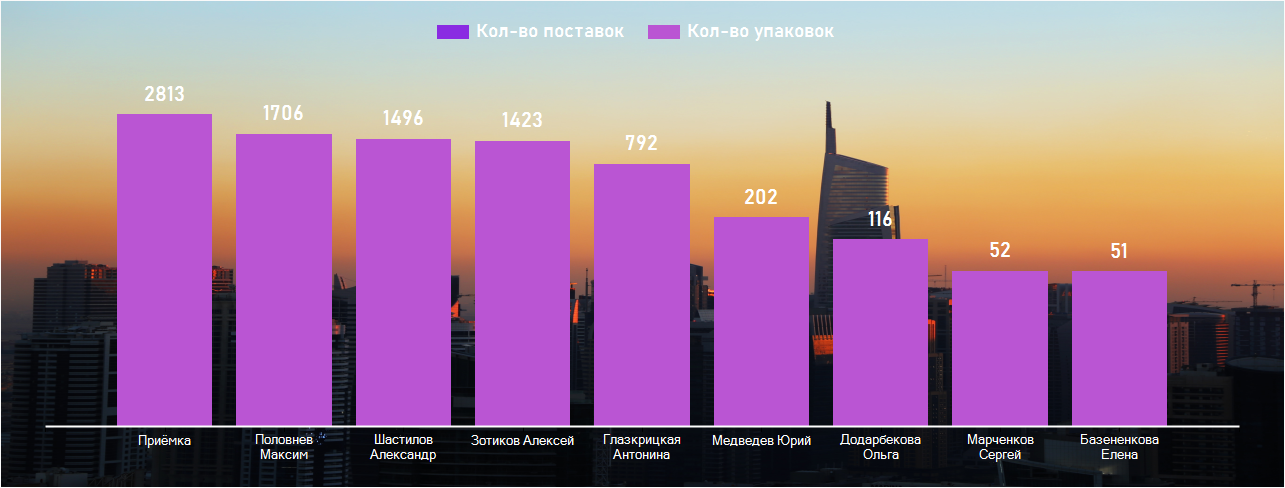 Кол-во поставок Кол-во упаковок
2813
1706
1496
1423
792
202
116
52
51
Приёмка
Половнев
Максим
Шастилов
Александр
Зотиков Алексей
Глазкрицкая
Антонина
Медведев Юрий
Додарбекова
Ольга
Марченков
Сергей
Базененкова
Елена